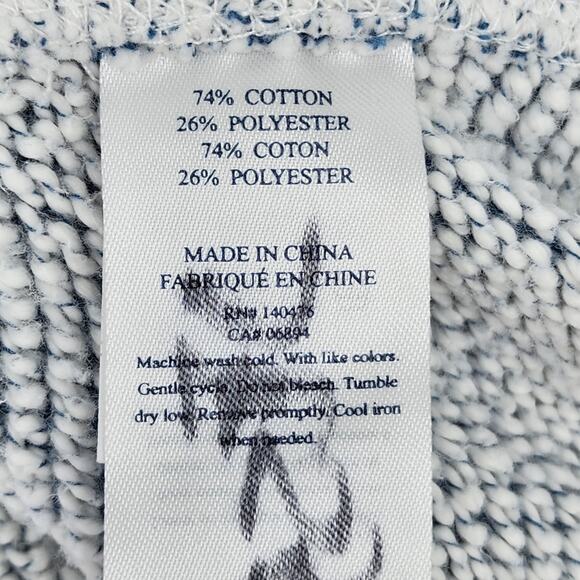 74% COTTON
26% POLYESTER
74% COTON
26% POLYESTER
MADE IN CHINA
FABRIQUÉ EN CHINE
RN# 140476
CA# 06894
Machine wash cold. With like colors.
Gentle cycle. Do not bleach. Tumble
dry low. Remove promptly. Cool iron
when needed.